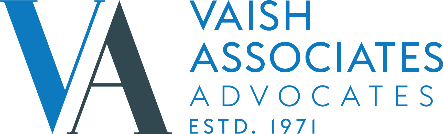 VA
VAISH
ASSOCIATES
ADVOCATES
ESTD. 1971